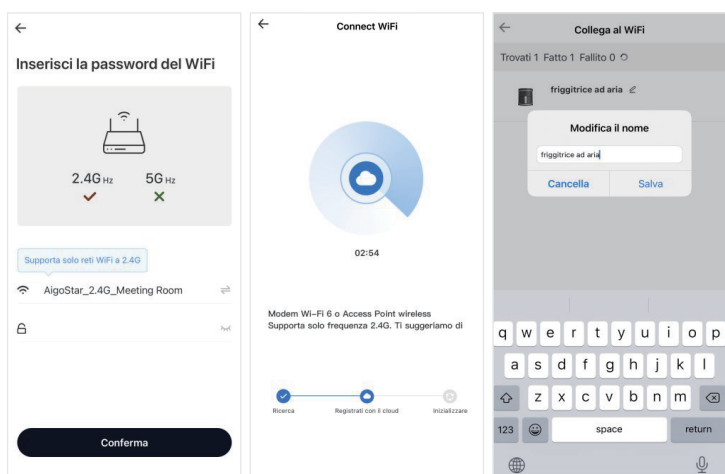 Inserisci la password del WiFi
2.4G Hz
5G Hz
Supporta solo reti WiFi a 2.4G
AigoStar_2.4G_Meeting Room
Conferma
Connect WiFi
02:54
Modem Wi-Fi 6 o Access Point wireless
Supporta solo frequenza 2.4G. Ti suggeriamo di
Ricerca
Registrati con il cloud
Inizializzare
Collega al WiFi
Trovati 1 Fatto 1 Fallito 0
friggitrice ad aria
Modifica il nome
friggitrice ad aria
Cancella
Salva
q w e r t y u i o p
a s d f g h j k l
z x c v b n m
123
space
return